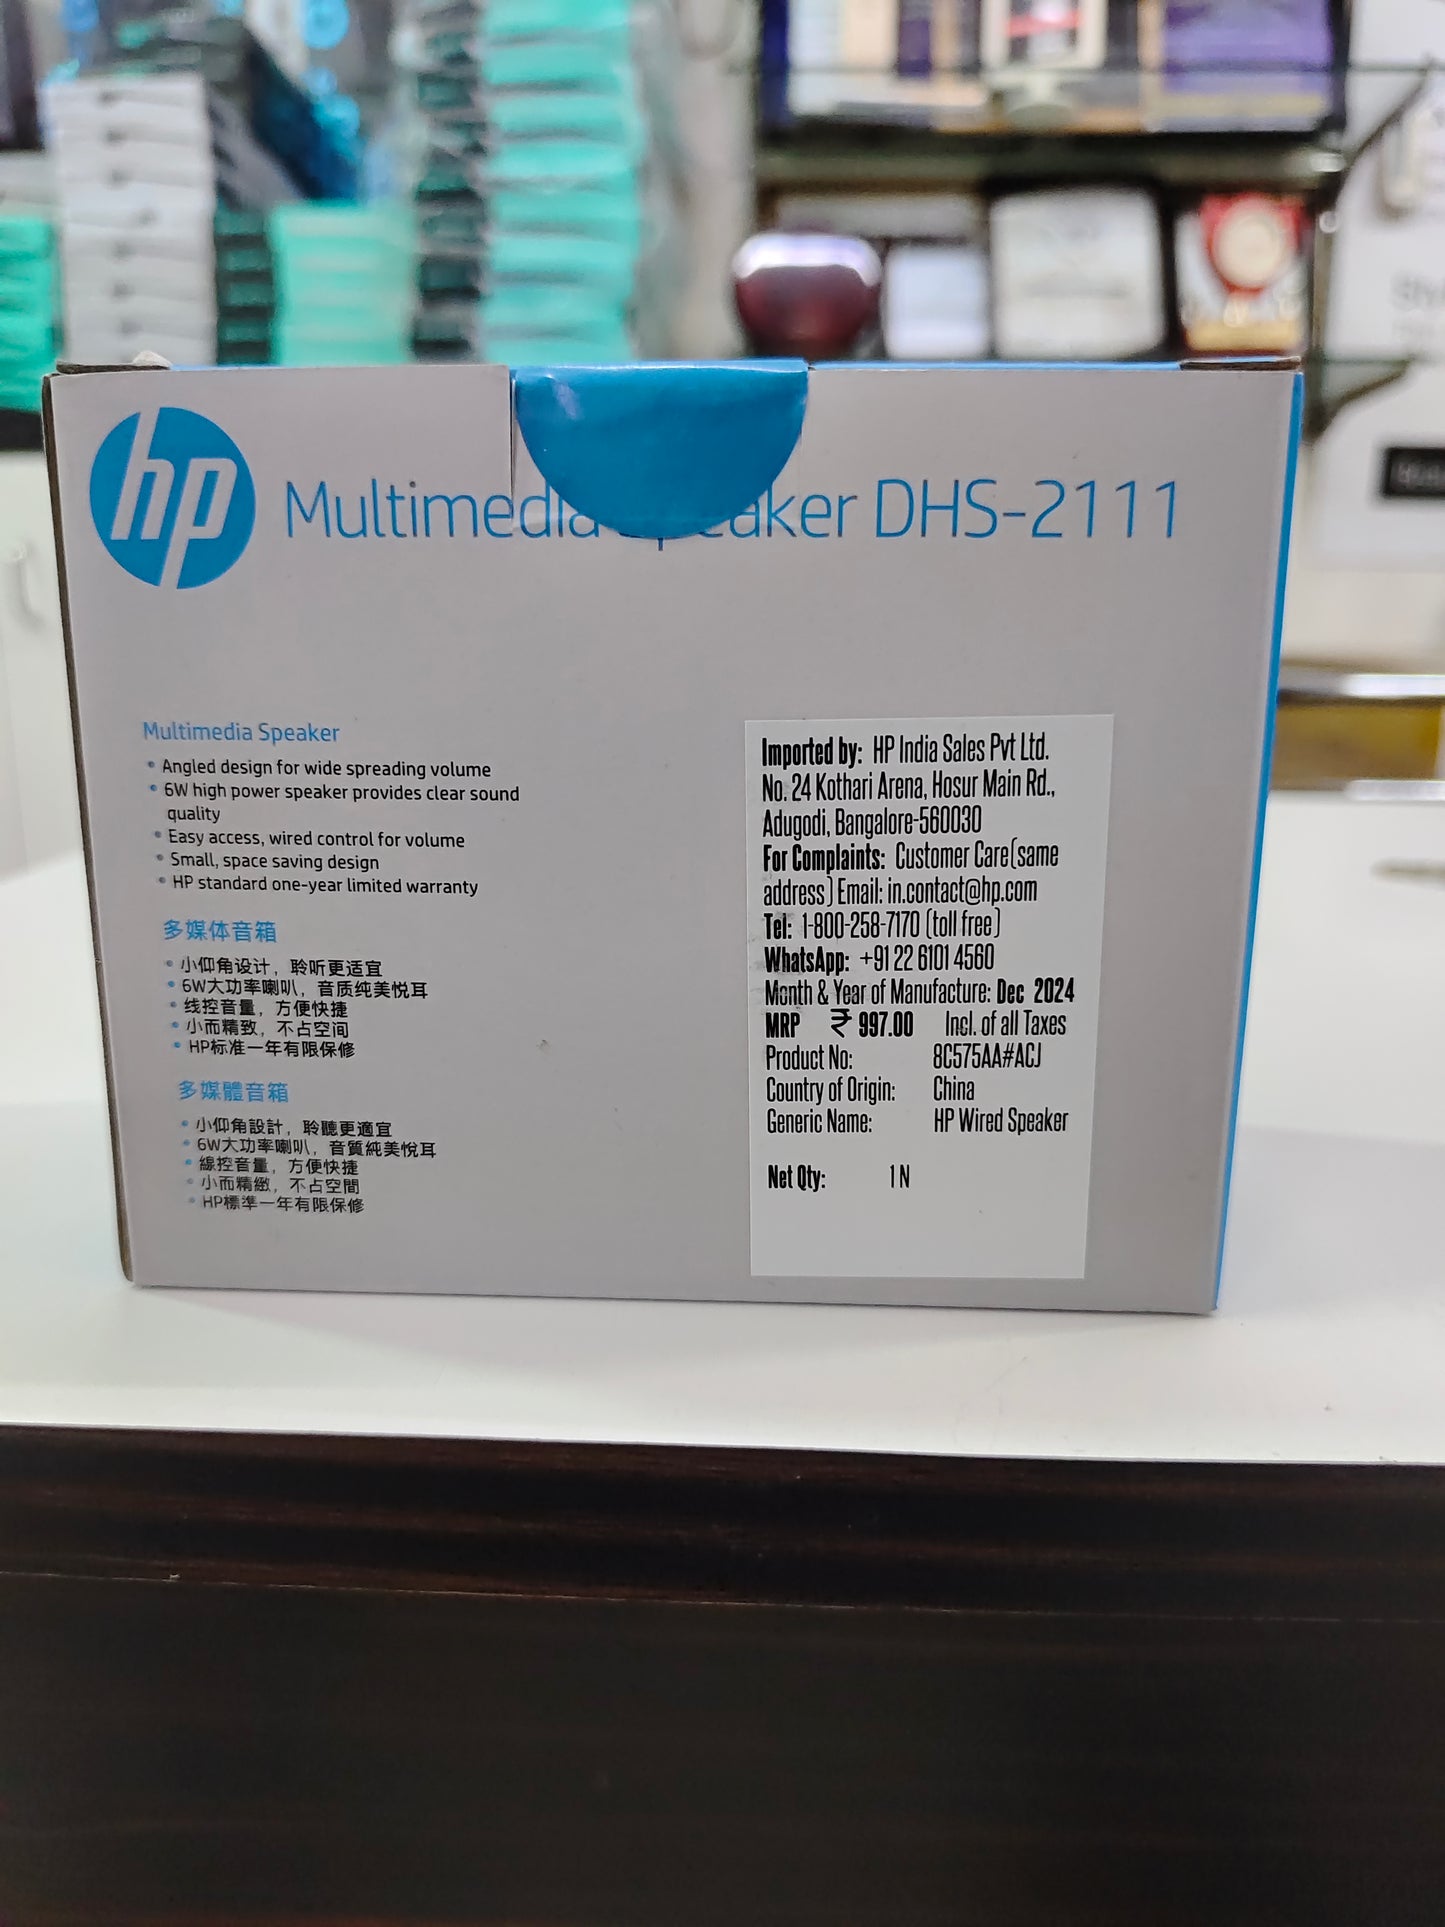 hp
Multimedia Speaker DHS-2111
Multimedia Speaker
• Angled design for wide spreading volume
• 6W high power speaker provides clear sound
quality
• Easy access, wired control for volume
• Small, space saving design
• HP standard one-year limited warranty
多媒体音箱
• 小仰角设计，聆听更适宜
• 6W大功率喇叭，音质纯美悦耳
• 线控音量，方便快捷
• 小而精致，不占空间
• HP标准一年有限保修
多媒體音箱
• 小仰角設計，聆聽更適宜
• 6W大功率喇叭，音質純美悅耳
• 線控音量，方便快捷
• 小而精緻，不占空間
• HP標準一年有限保修
Imported by: HP India Sales Pvt Ltd.
No. 24 Kothari Arena, Hosur Main Rd.,
Adugodi, Bangalore-560030
For Complaints: Customer Care(same
address) Email: in.contact@hp.com
Tel: 1-800-258-7170 (toll free)
WhatsApp: +91 22 6101 4560
Month & Year of Manufacture: Dec 2024
MRP ₹ 997.00 Incl. of all Taxes
Product No: 8C575AA#ACJ
Country of Origin: China
Generic Name: HP Wired Speaker
Net Qty: 1 N